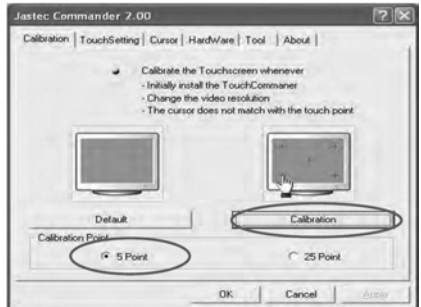 Jastec Commander 2.00
Calibration TouchSetting Cursor HardWare Tool About
Calibrate the Touchscreen whenever
- Initially install the TouchCommaner
- Change the video resolution
- The cursor does not match with the touch point
Default Calibration
Calibration Point
5 Point 25 Point
OK Cancel Apply